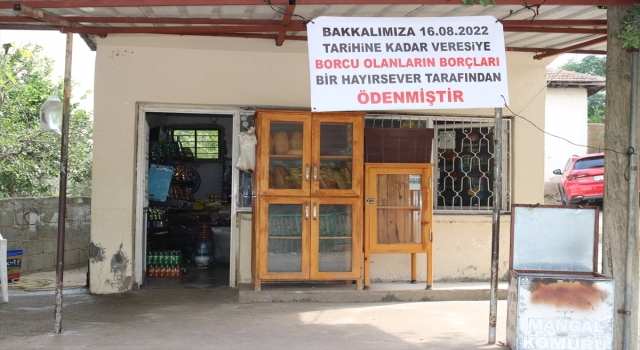 BAKKALIMIZA 16.08.2022
TARİHİNE KADAR VERESİYE
BORCU OLANLARIN BORÇLARI
BİR HAYIRSEVER TARAFINDAN
ÖDENMİŞTİR
MANGAL
KÖMÜRÜ